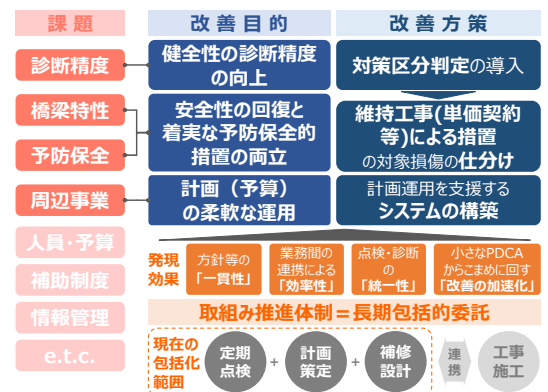 課題
改善目的
改善方策
診断精度
健全性の診断精度
の向上
対策区分判定の導入
橋梁特性
予防保全
安全性の回復と
着実な予防保全的
措置の両立
維持工事(単価契約
等)による措置
の対象損傷の仕分け
周辺事業
計画（予算）
の柔軟な運用
計画運用を支援する
システムの構築
人員・予算
補助制度
情報管理
e.t.c.
発現
効果
方針等の
「一貫性」
業務間の
連携による
「効率性」
点検・診断
の
「統一性」
小さなPDCA
からこまめに回す
「改善の加速化」
取組み推進体制＝長期包括的委託
現在の
包括化
範囲
定期
点検
+
計画
策定
+
補修
設計
連
携
工事
施工